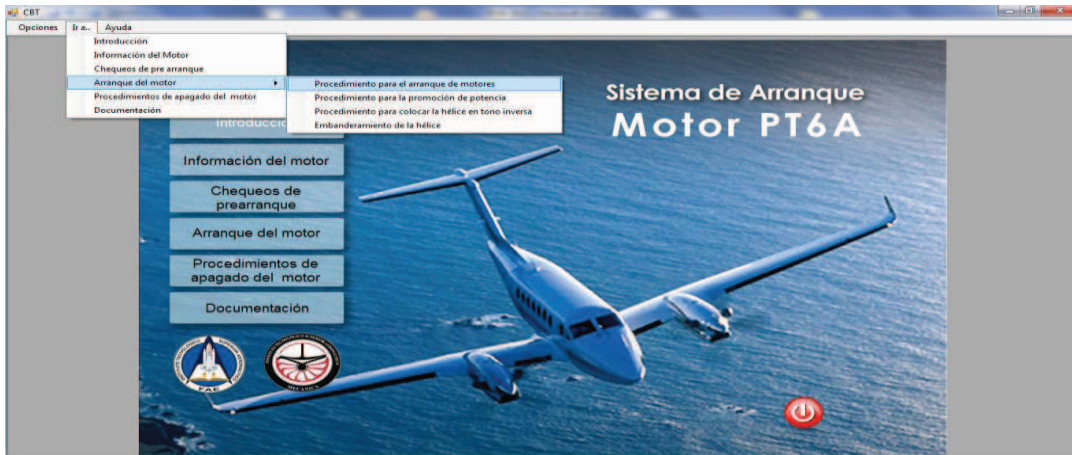 CBT
Opciones Ir a.. Ayuda
Introducción
Información del Motor
Chequeos de pre arranque
Arranque del motor
Procedimientos de apagado del motor
Documentación
Procedimiento para el arranque de motores
Procedimiento para la promoción de potencia
Procedimiento para colocar la hélice en tono inversa
Embanderamiento de la hélice
Sistema de Arranque
Motor PT6A
Introducci
Información del motor
Chequeos de
prearranque
Arranque del motor
Procedimientos de
apagado del motor
Documentación
FAE
MECANICA